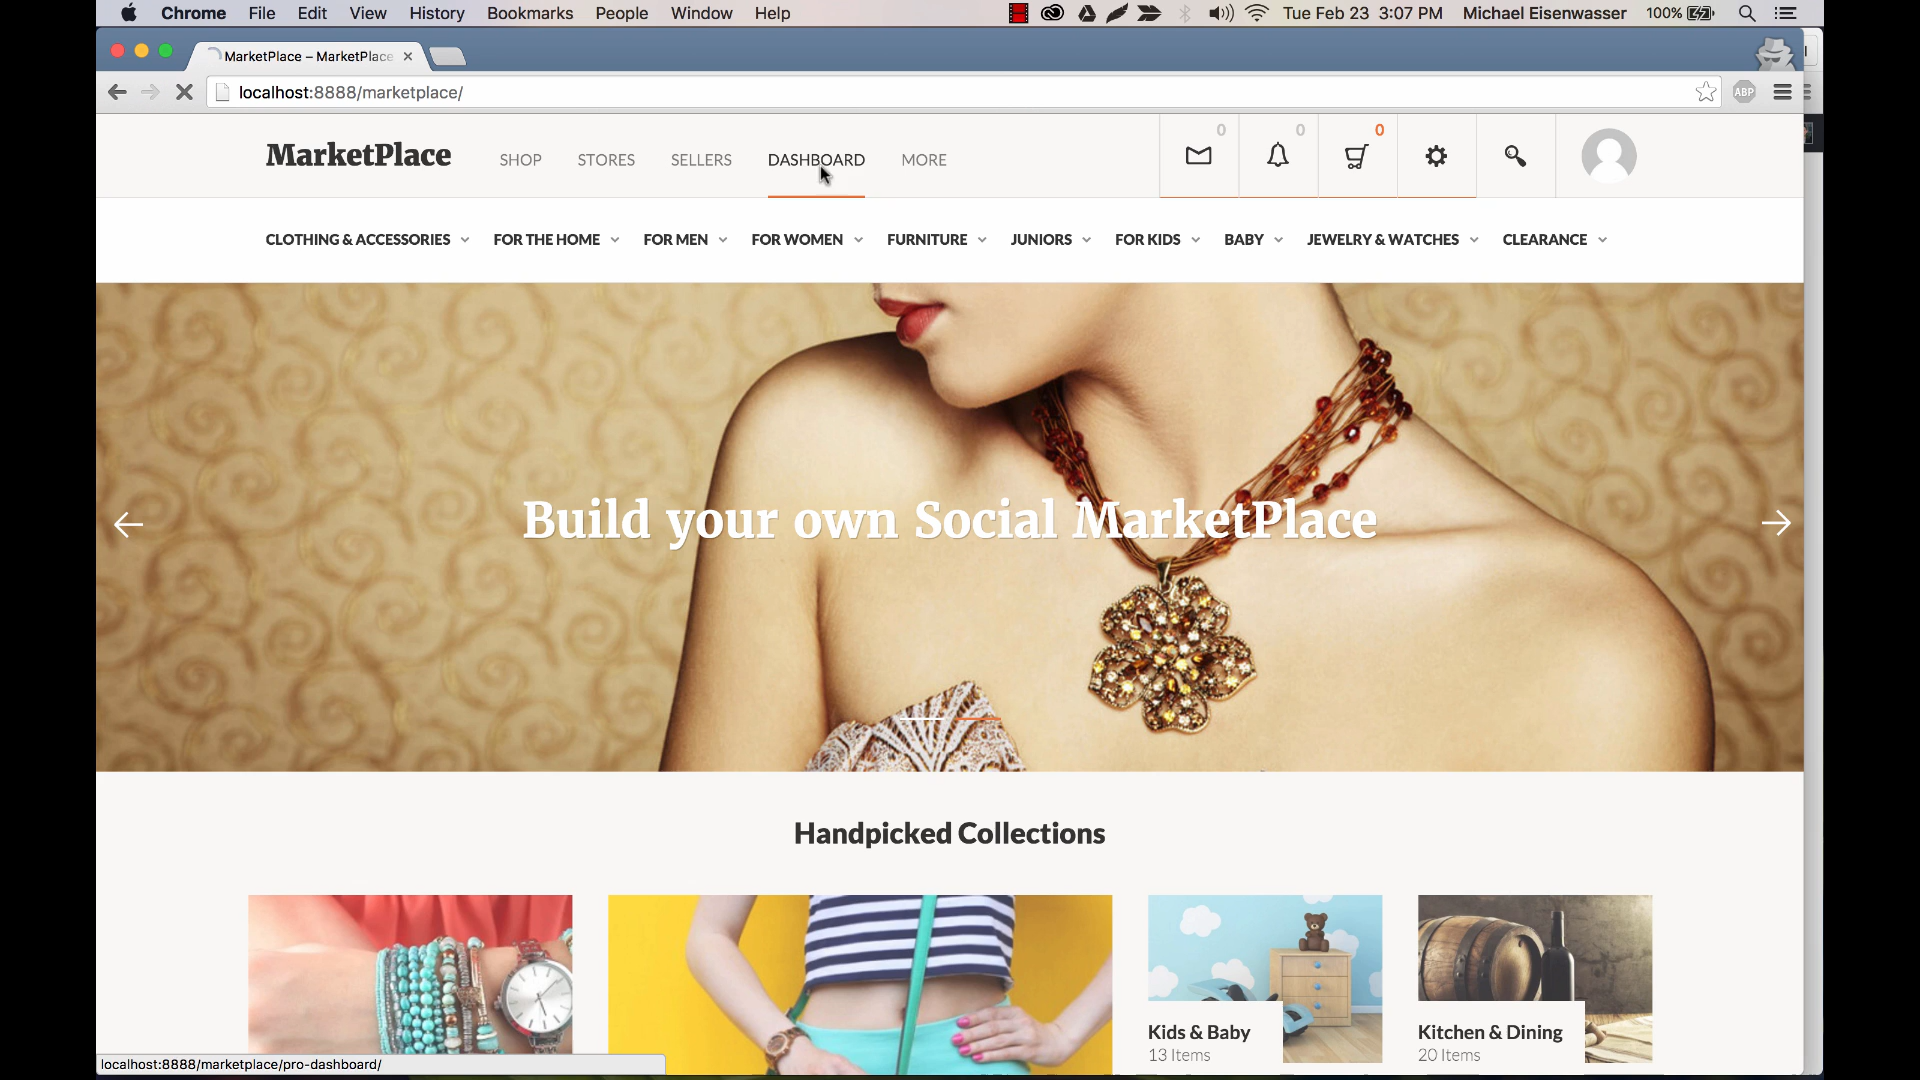 Chrome File Edit View History Bookmarks People Window Help Tue Feb 23 3:07 PM Michael Eisenwasser 100%
MarketPlace – MarketPlace
localhost:8888/marketplace/
ABP
MarketPlace SHOP STORES SELLERS DASHBOARD MORE 0 0 0
CLOTHING & ACCESSORIES FOR THE HOME FOR MEN FOR WOMEN FURNITURE JUNIORS FOR KIDS BABY JEWELRY & WATCHES CLEARANCE
Build your own Social MarketPlace
Handpicked Collections
Kids & Baby
13 Items
Kitchen & Dining
20 Items
localhost:8888/marketplace/pro-dashboard/